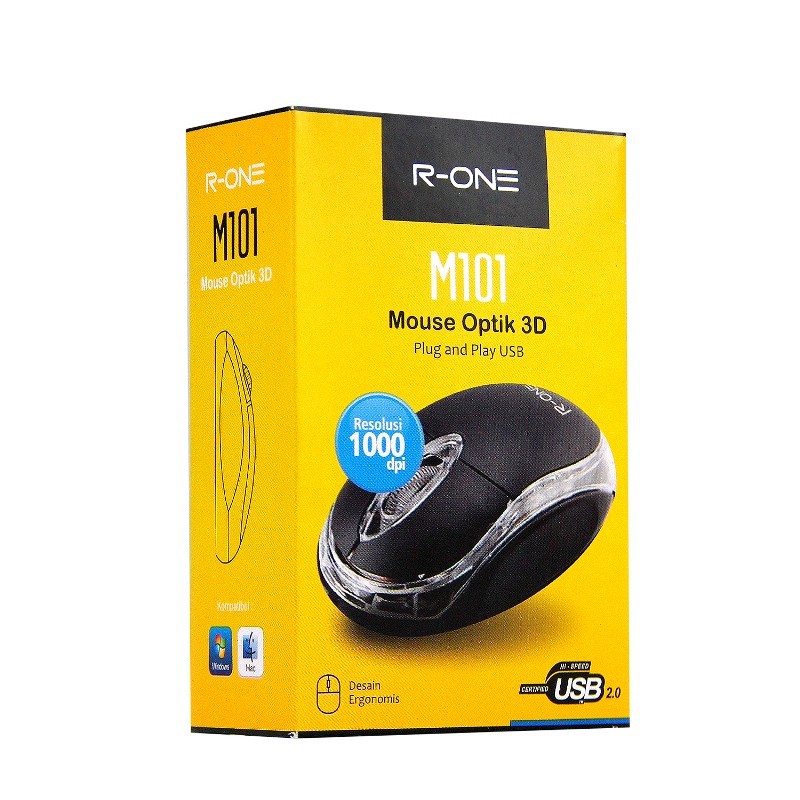 R-ONE
M101
Mouse Optik 3D
Kompatibel :
Windows
Mac
R-ONE
M101
Mouse Optik 3D
Plug and Play USB
R-ONE
Resolusi
1000
dpi
Desain
Ergonomis
HI-SPEED
CERTIFIED
USB 2.0